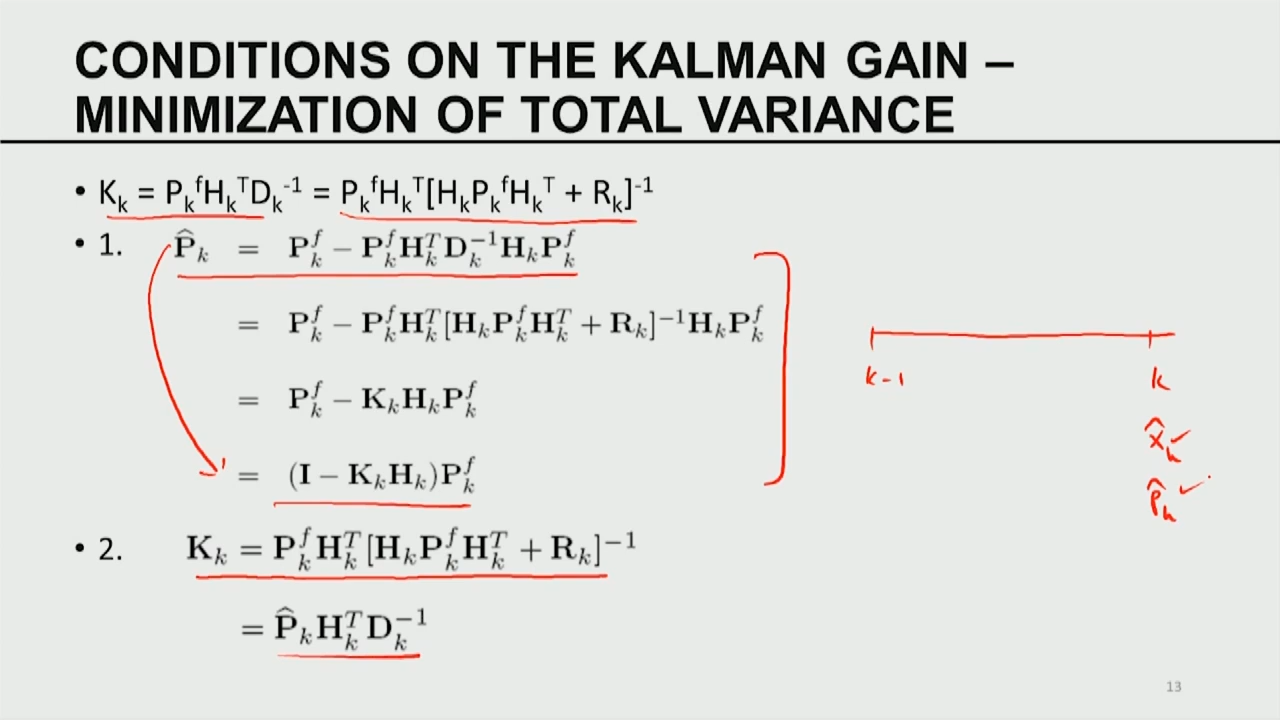 CONDITIONS ON THE KALMAN GAIN –
MINIMIZATION OF TOTAL VARIANCE
• Kₖ = PₖᶠHₖᵀDₖ⁻¹ = PₖᶠHₖᵀ[HₖPₖᶠHₖᵀ + Rₖ]⁻¹
• 1. P̂ₖ = Pₖᶠ − PₖᶠHₖᵀDₖ⁻¹HₖPₖᶠ
= Pₖᶠ − PₖᶠHₖᵀ[HₖPₖᶠHₖᵀ + Rₖ]⁻¹HₖPₖᶠ
= Pₖᶠ − KₖHₖPₖᶠ
= (I − KₖHₖ)Pₖᶠ
• 2. Kₖ = PₖᶠHₖᵀ[HₖPₖᶠHₖᵀ + Rₖ]⁻¹
= P̂ₖHₖᵀDₖ⁻¹
k-1 k
x̂ₖ ✓
P̂ₖ ✓
13